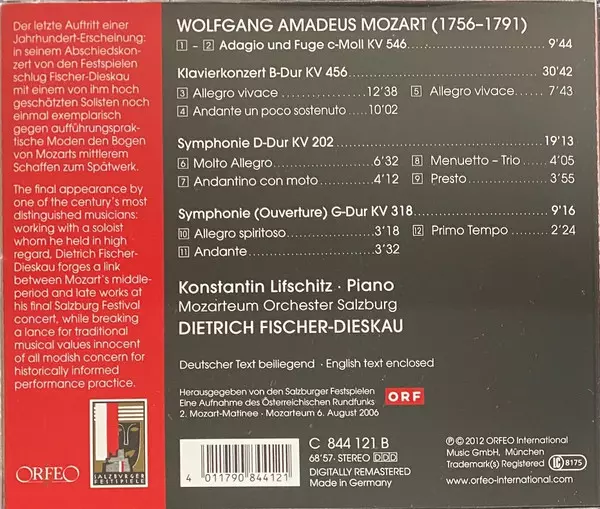 Der letzte Auftritt einer
Jahrhundert-Erscheinung:
in seinem Abschiedskon-
zert von den Festspielen
schlug Fischer-Dieskau
mit einem von ihm hoch
geschätzten Solisten noch
einmal exemplarisch
gegen aufführungsprak-
tische Moden den Bogen
von Mozarts mittlerem
Schaffen zum Spätwerk.
The final appearance by
one of the century's most
distinguished musicians:
working with a soloist
whom he held in high
regard, Dietrich Fischer-
Dieskau forges a link
between Mozart's middle-
period and late works at
his final Salzburg Festival
concert, while breaking
a lance for traditional
musical values innocent
of all modish concern for
historically informed
performance practice.
ORFEO
SALZBURGER
FESTSPIELE
WOLFGANG AMADEUS MOZART (1756–1791)
1 – 2 Adagio und Fuge c-Moll KV 546 9'44
Klavierkonzert B-Dur KV 456 30'42
3 Allegro vivace 12'38 5 Allegro vivace 7'43
4 Andante un poco sostenuto 10'02
Symphonie D-Dur KV 202 19'13
6 Molto Allegro 6'32 8 Menuetto – Trio 4'05
7 Andantino con moto 4'12 9 Presto 3'55
Symphonie (Ouverture) G-Dur KV 318 9'16
10 Allegro spiritoso 3'18 12 Primo Tempo 2'24
11 Andante 3'32
Konstantin Lifschitz · Piano
Mozarteum Orchester Salzburg
DIETRICH FISCHER-DIESKAU
Deutscher Text beiliegend · English text enclosed
Herausgegeben von den Salzburger Festspielen
Eine Aufnahme des Österreichischen Rundfunks
2. Mozart-Matinee · Mozarteum 6. August 2006
ORF
4 011790 844121
C 844 121 B
68'57· STEREO DDD
DIGITALLY REMASTERED
Made in Germany
℗ © 2012 ORFEO International
Music GmbH, München
Trademark(s) Registered
LC 8175
www.orfeo-international.com